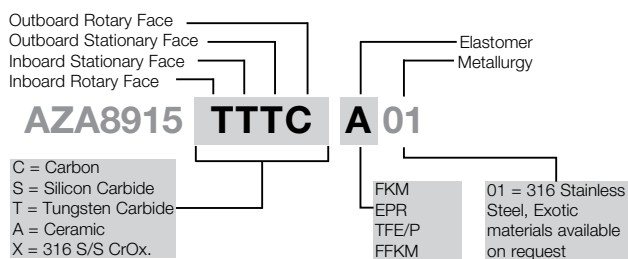 Outboard Rotary Face
Outboard Stationary Face
Inboard Stationary Face
Inboard Rotary Face
Elastomer
Metallurgy
AZA8915 TTTC A 01
C = Carbon
S = Silicon Carbide
T = Tungsten Carbide
A = Ceramic
X = 316 S/S CrOx.
FKM
EPR
TFE/P
FFKM
01 = 316 Stainless
Steel, Exotic
materials available
on request